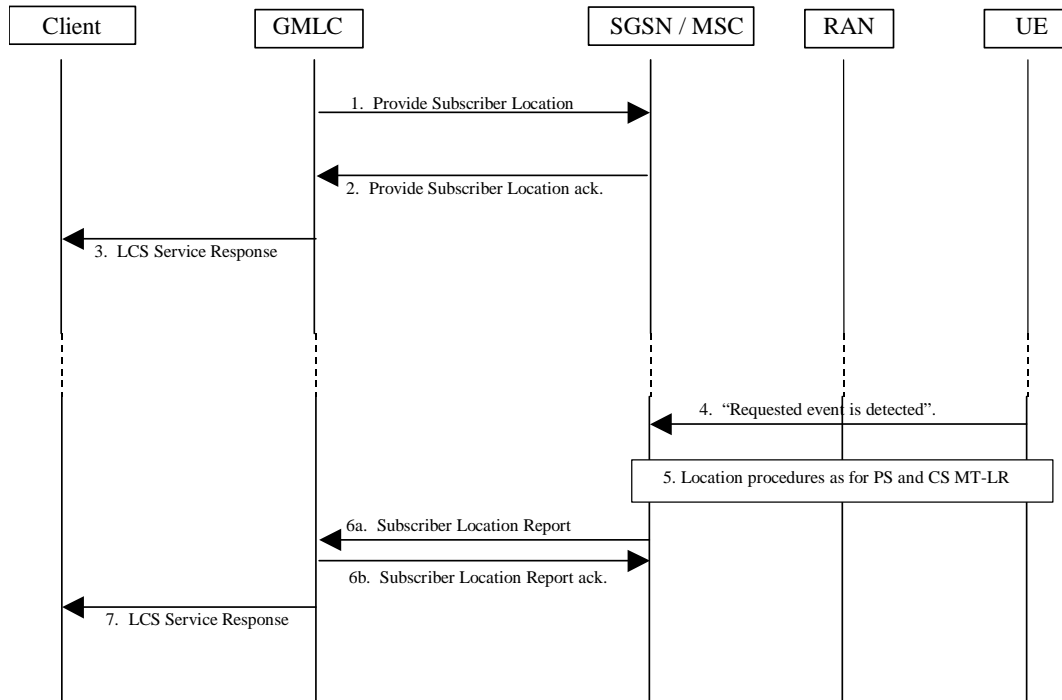 Client
GMLC
SGSN / MSC
RAN
UE
1. Provide Subscriber Location
2. Provide Subscriber Location ack.
3. LCS Service Response
4. “Requested event is detected”.
5. Location procedures as for PS and CS MT-LR
6a. Subscriber Location Report
6b. Subscriber Location Report ack.
7. LCS Service Response